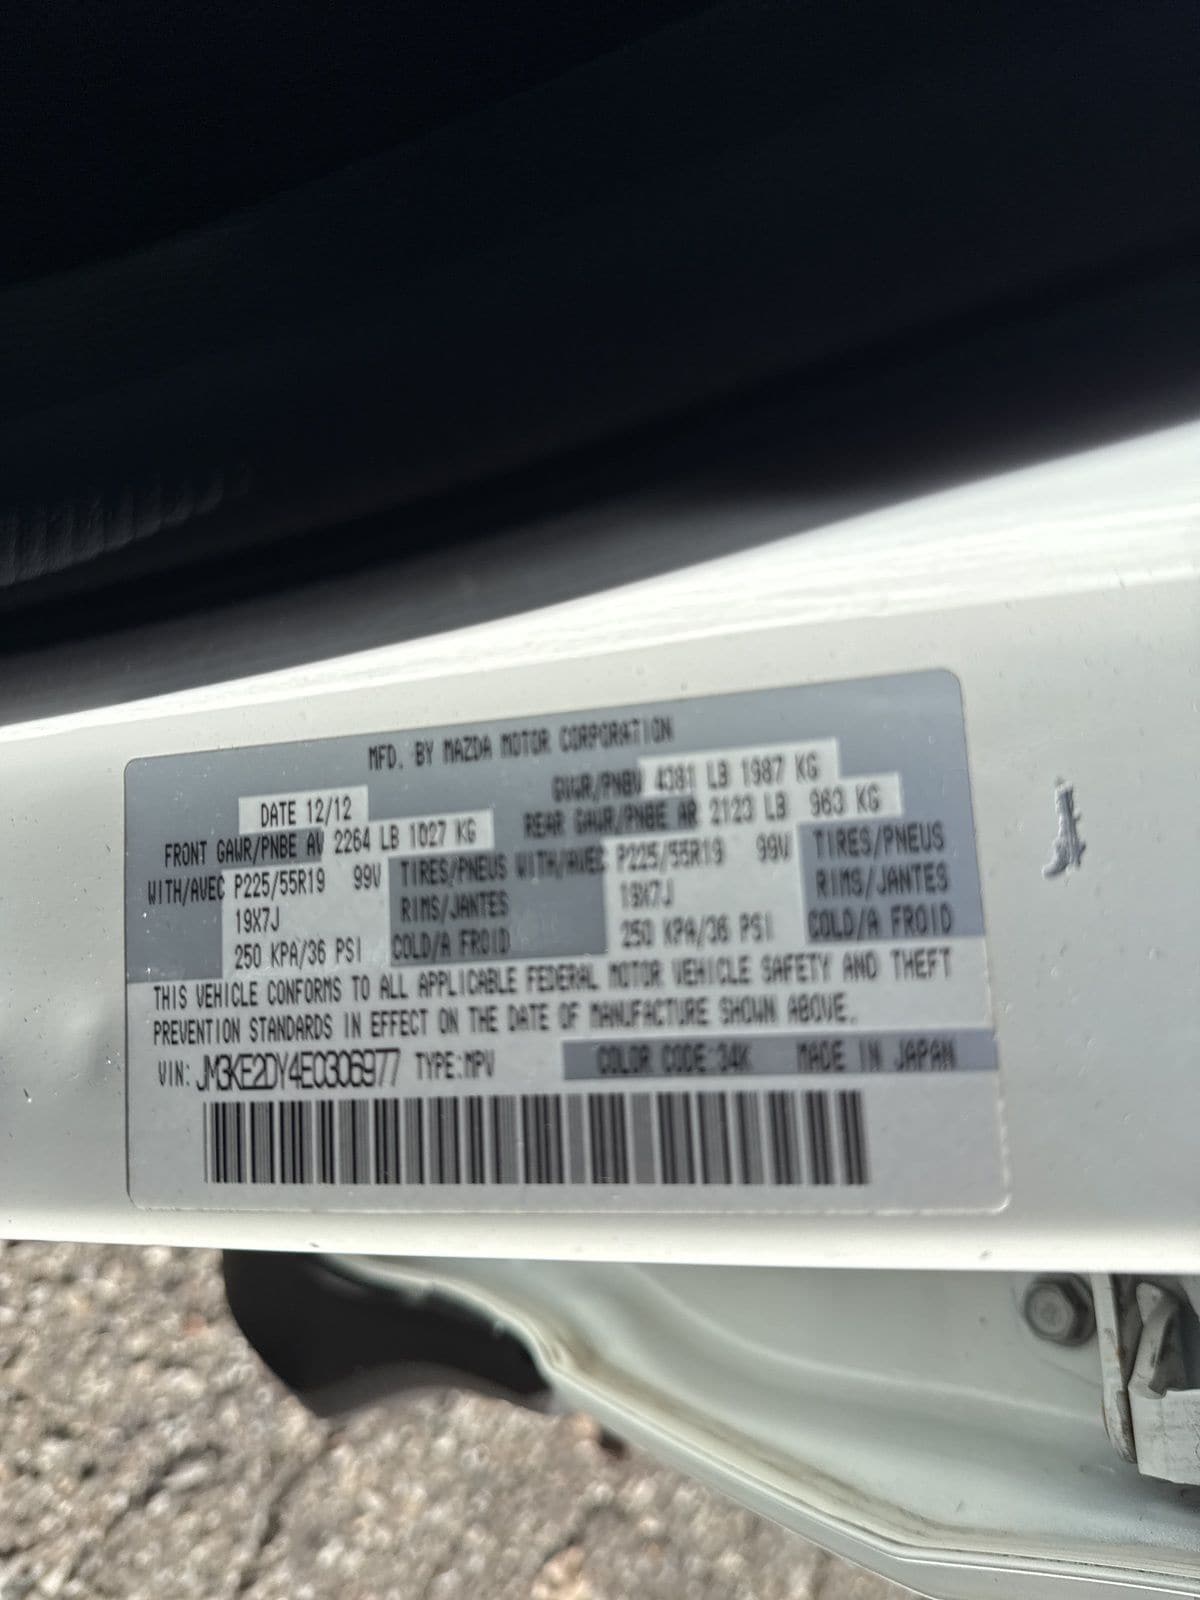 MFD. BY MAZDA MOTOR CORPORATION
DATE 12/12 GVWR/PNBV 4381 LB 1987 KG
FRONT GAWR/PNBE AV 2264 LB 1027 KG REAR GAWR/PNBE AR 2123 LB 963 KG
WITH/AVEC P225/55R19 99V TIRES/PNEUS WITH/AVEC P225/55R19 99V TIRES/PNEUS
19X7J RIMS/JANTES 19X7J RIMS/JANTES
250 KPA/36 PSI COLD/A FROID 250 KPA/36 PSI COLD/A FROID
THIS VEHICLE CONFORMS TO ALL APPLICABLE FEDERAL MOTOR VEHICLE SAFETY AND THEFT
PREVENTION STANDARDS IN EFFECT ON THE DATE OF MANUFACTURE SHOWN ABOVE.
VIN: JM3KE2DY4E0306977 TYPE:MPV COLOR CODE:34K MADE IN JAPAN